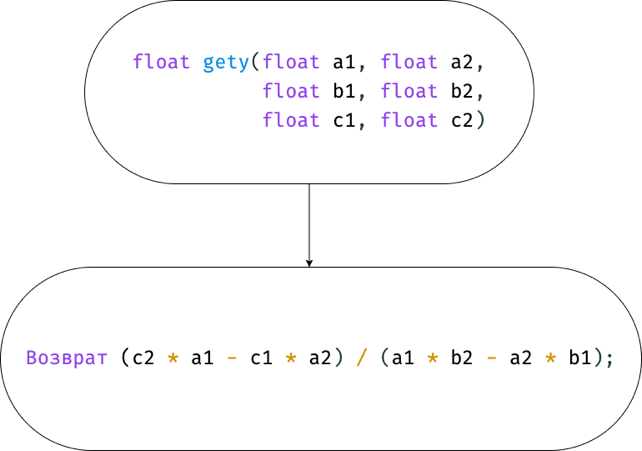 float gety(float a1, float a2,
float b1, float b2,
float c1, float c2)
Возврат (c2 * a1 - c1 * a2) / (a1 * b2 - a2 * b1);